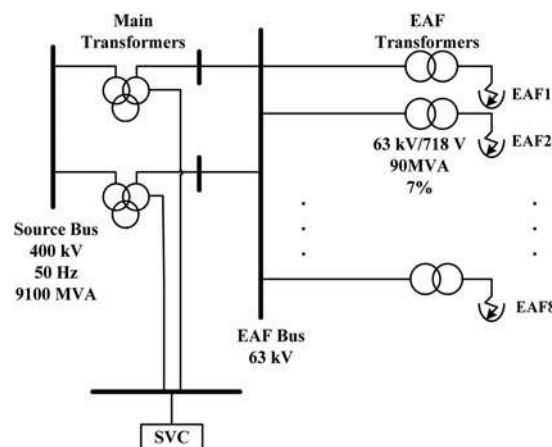 Main
Transformers
EAF
Transformers
EAF1
EAF2
63 kV/718 V
90MVA
7%
Source Bus
400 kV
50 Hz
9100 MVA
EAF8
EAF Bus
63 kV
SVC